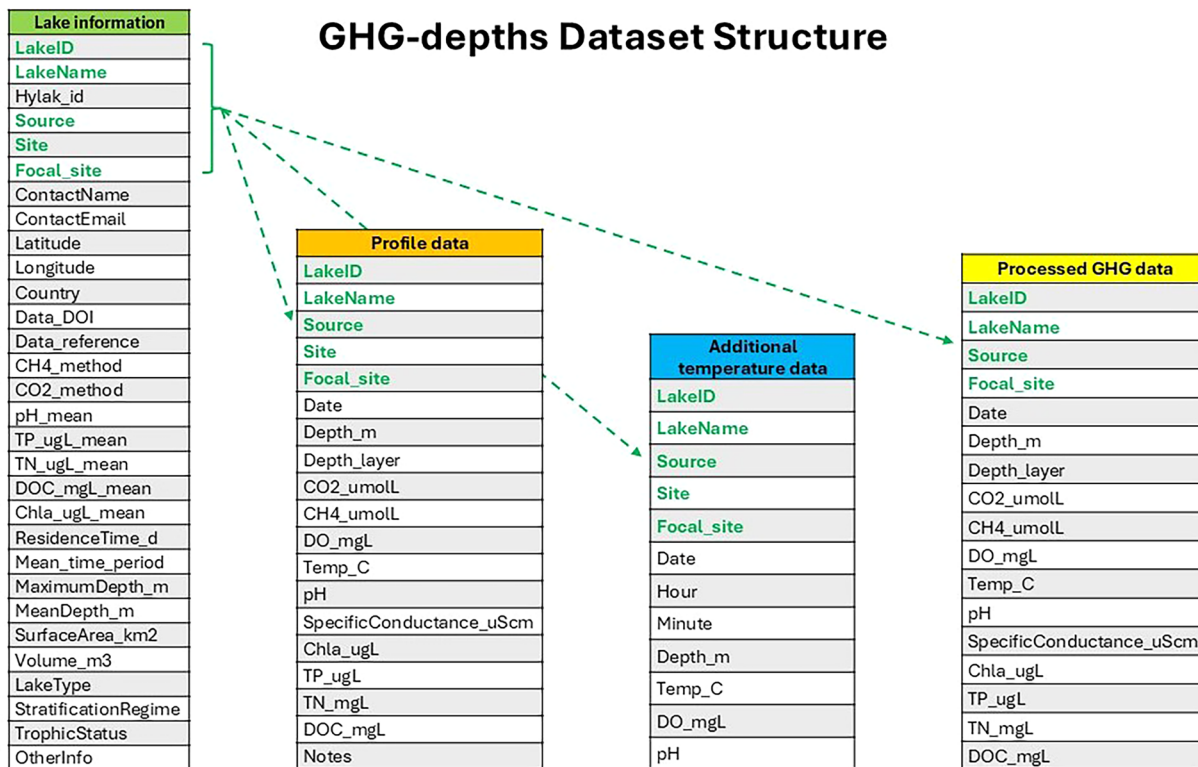 GHG-depths Dataset Structure
Lake information
LakeID
LakeName
Hylak_id
Source
Site
Focal_site
ContactName
ContactEmail
Latitude
Longitude
Country
Data_DOI
Data_reference
CH4_method
CO2_method
pH_mean
TP_ugL_mean
TN_ugL_mean
DOC_mgL_mean
Chla_ugL_mean
ResidenceTime_d
Mean_time_period
MaximumDepth_m
MeanDepth_m
SurfaceArea_km2
Volume_m3
LakeType
StratificationRegime
TrophicStatus
OtherInfo
Profile data
LakeID
LakeName
Source
Site
Focal_site
Date
Depth_m
Depth_layer
CO2_umolL
CH4_umolL
DO_mgL
Temp_C
pH
SpecificConductance_uScm
Chla_ugL
TP_ugL
TN_mgL
DOC_mgL
Notes
Additional
temperature data
LakeID
LakeName
Source
Site
Focal_site
Date
Hour
Minute
Depth_m
Temp_C
DO_mgL
pH
Processed GHG data
LakeID
LakeName
Source
Focal_site
Date
Depth_m
Depth_layer
CO2_umolL
CH4_umolL
DO_mgL
Temp_C
pH
SpecificConductance_uScm
Chla_ugL
TP_ugL
TN_mgL
DOC_mgL